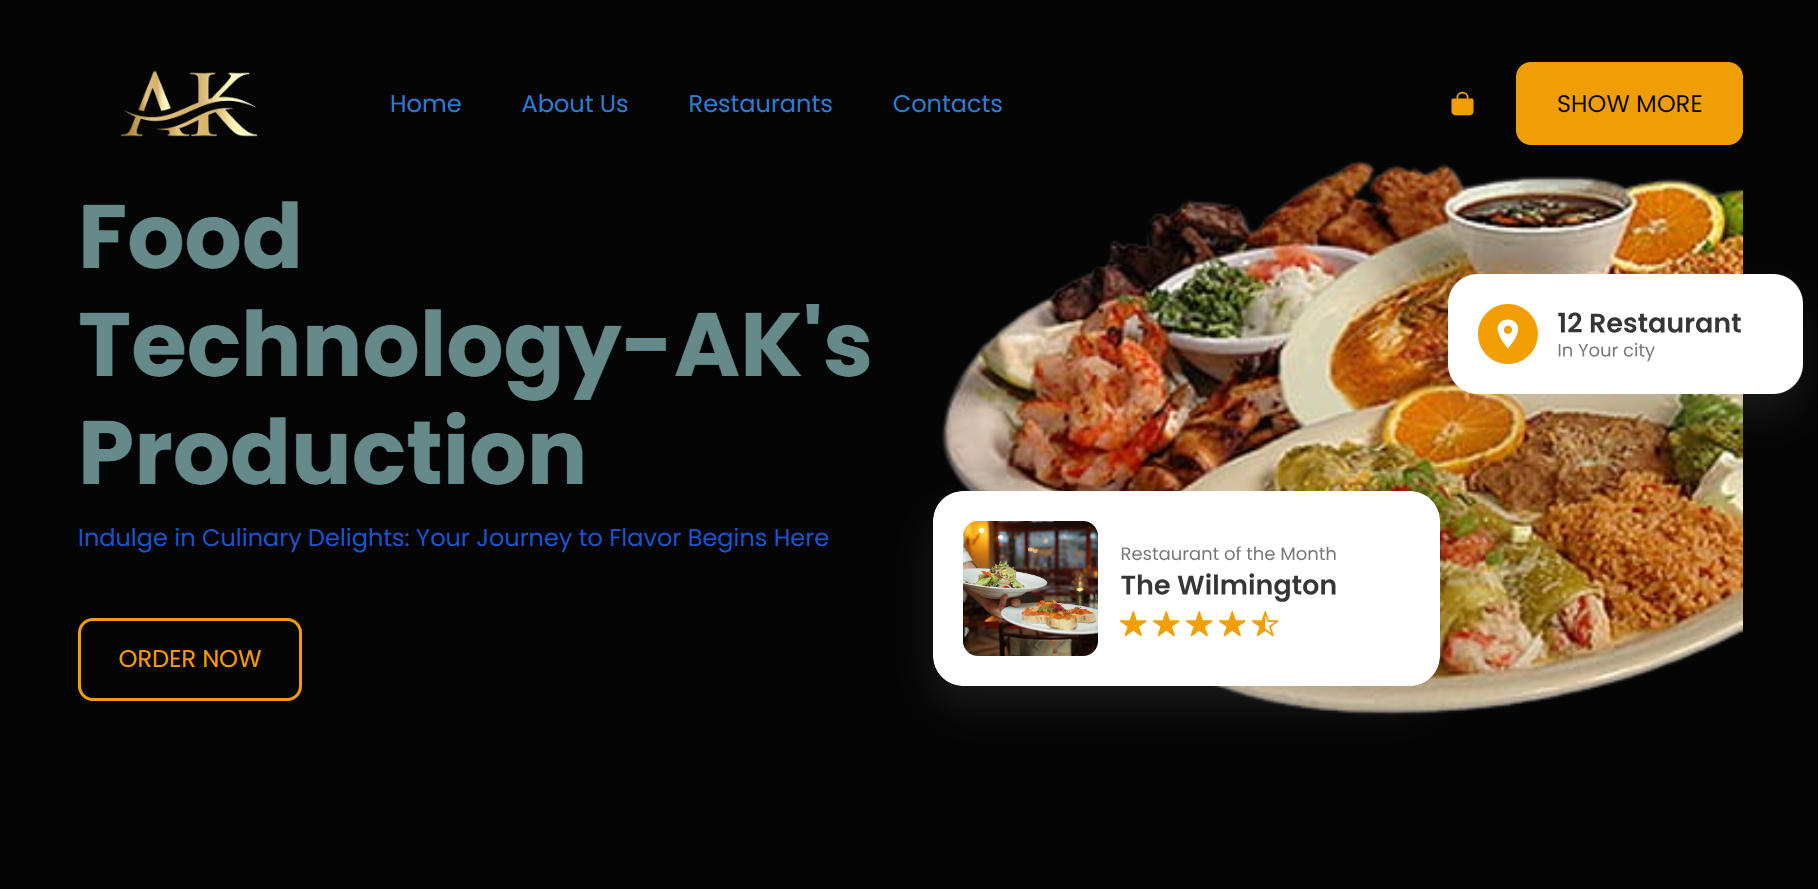 AK
Home
About Us
Restaurants
Contacts
SHOW MORE
Food
Technology-AK's
Production
Indulge in Culinary Delights: Your Journey to Flavor Begins Here
ORDER NOW
12 Restaurant
In Your city
Restaurant of the Month
The Wilmington